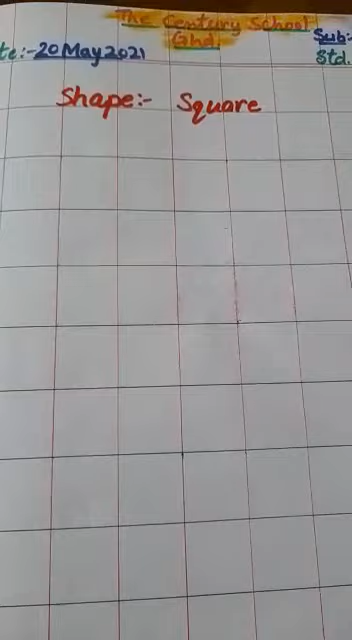 The Century School
Ghd.
Sub:
te:-20 May 2021
Std.
Shape:- Square